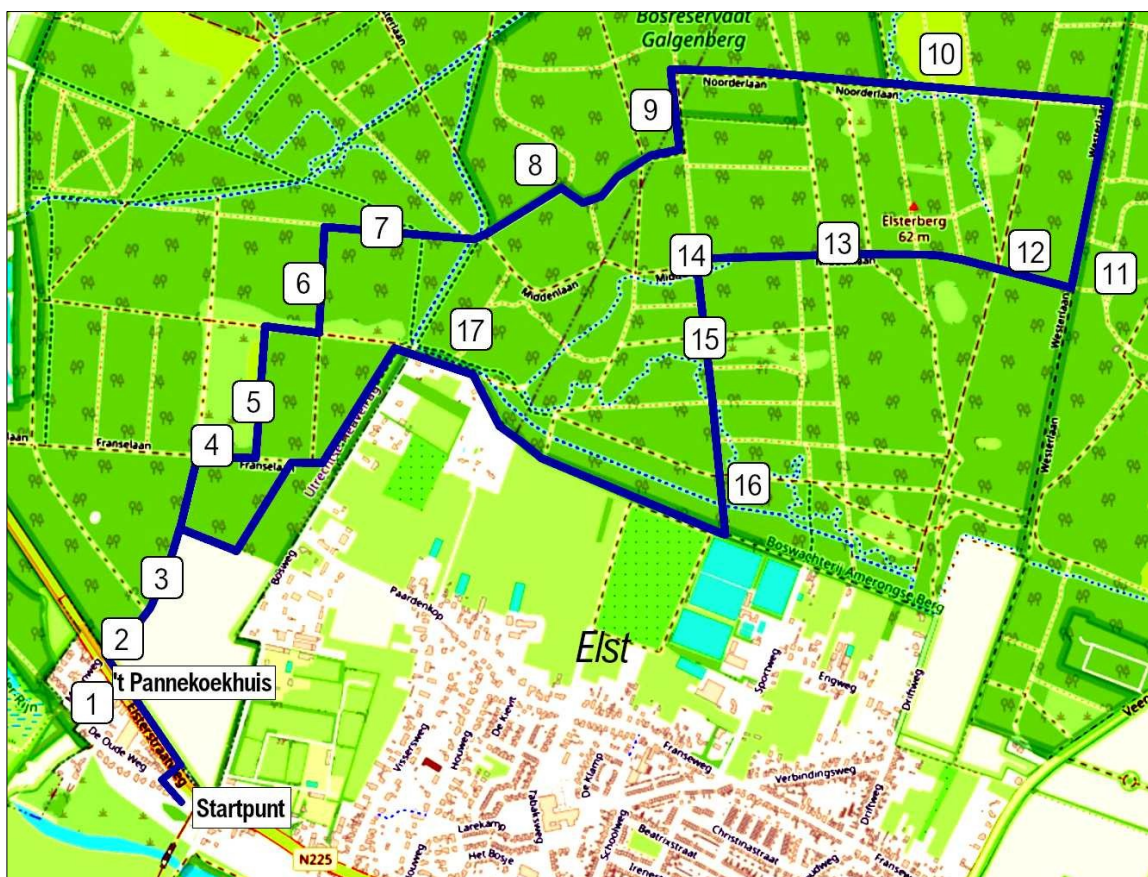 Bosreservaat
Galgenberg
10
Noorderlaan
Noorderlaan
9
8
7
Elsterberg
62 m
6
13
14
12
11
Middenlaan
Westerlaan
17
15
5
4
Franselaan
Westerlaan
16
3
Bosweg
Boswachterij Amerongse Berg
Paardenkop
2
Elst
't Pannekoekhuis
1
Sportweg
Engweg
Driftweg
De Kievit
De Oude Weg
Vissersweg
Houweg
Franseweg
De Klamp
Verbindingsweg
Startpunt
Tabaksweg
Driftweg
Larekamp
Schoolweg
Christinastraat
Beatrixstraat
N225
Het Bosje